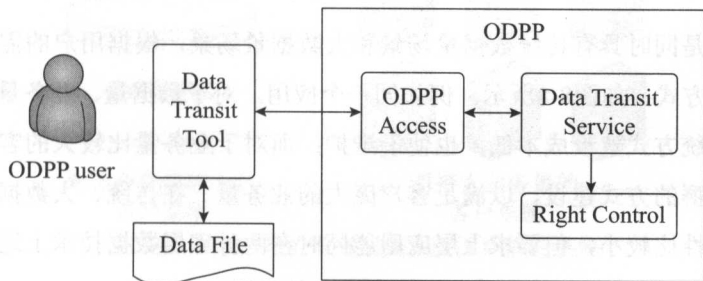 ODPP
Data
Transit
Tool
ODPP
Access
Data Transit
Service
ODPP user
Data File
Right Control